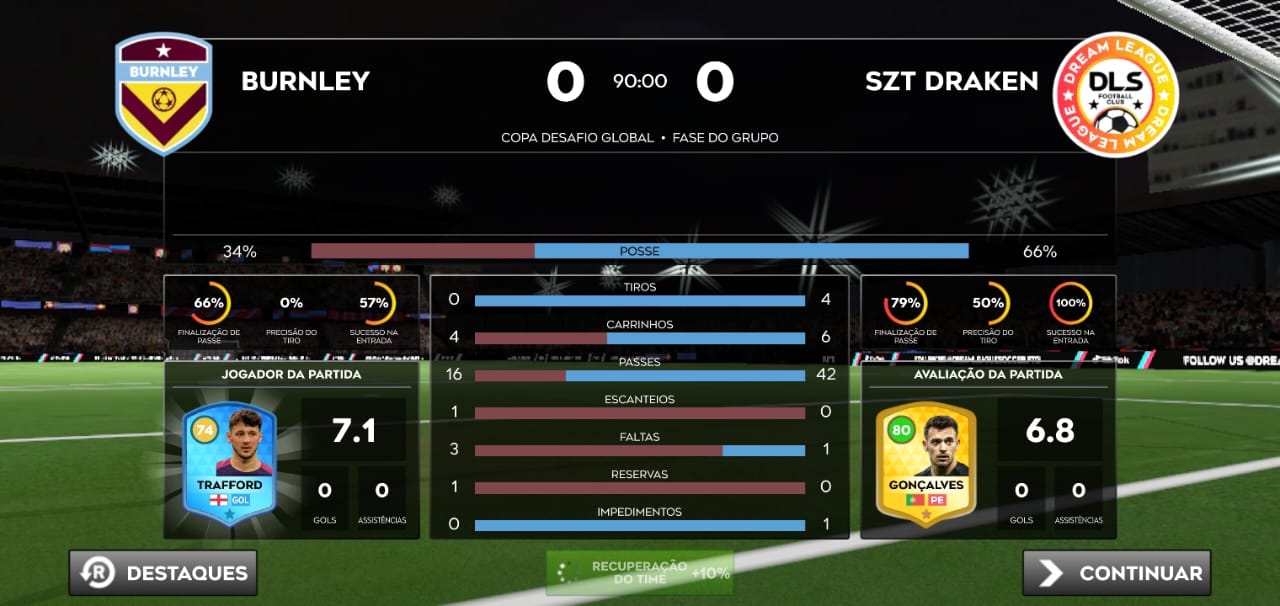 BURNLEY
BURNLEY
0 90:00 0
SZT DRAKEN
DREAM LEAGUE
DLS
FOOTBALL
CLUB
DREAM LEAGUE
COPA DESAFIO GLOBAL • FASE DO GRUPO
34% POSSE 66%
66% 0% 57%
FINALIZAÇÃO DE PASSE
PRECISÃO DO TIRO
SUCESSO NA ENTRADA
JOGADOR DA PARTIDA
74
7.1
TRAFFORD
GOL
0 0
GOLS ASSISTÊNCIAS
TIROS
0 4
CARRINHOS
4 6
PASSES
16 42
ESCANTEIOS
1 0
FALTAS
3 1
RESERVAS
1 0
IMPEDIMENTOS
0 1
79% 50% 100%
FINALIZAÇÃO DE PASSE
PRECISÃO DO TIRO
SUCESSO NA ENTRADA
FOLLOW US @DREA
AVALIAÇÃO DA PARTIDA
80
6.8
GONÇALVES
PE
0 0
GOLS ASSISTÊNCIAS
R DESTAQUES
RECUPERAÇÃO
DO TIME +10%
CONTINUAR